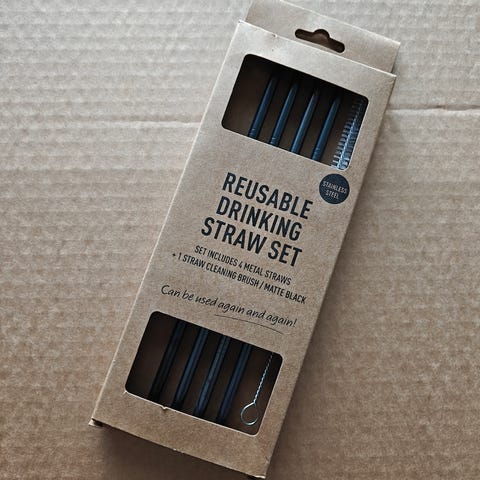 STAINLESS
STEEL
REUSABLE
DRINKING
STRAW SET
SET INCLUDES 4 METAL STRAWS
+ 1 STRAW CLEANING BRUSH / MATTE BLACK
Can be used again and again!